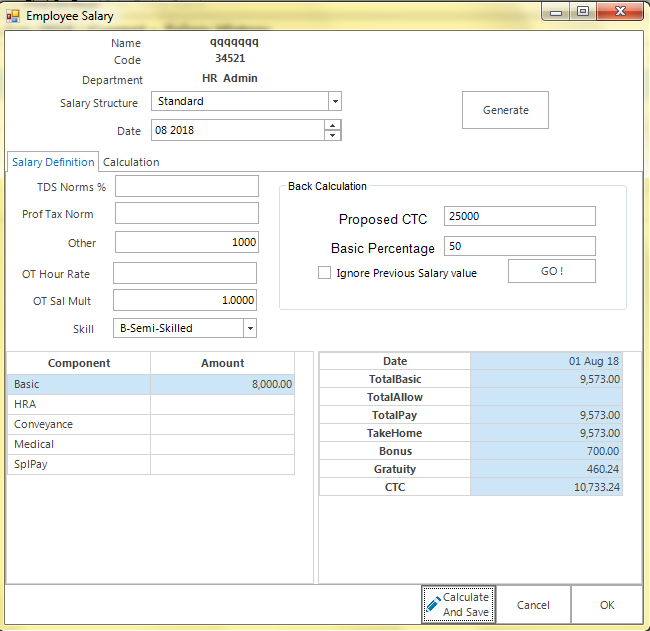 Employee Salary
Name qqqqqqq
Code 34521
Department HR Admin
Salary Structure Standard
Generate
Date 08 2018
Salary Definition Calculation
TDS Norms %
Prof Tax Norm
Other 1000
OT Hour Rate
OT Sal Mult 1.0000
Skill B-Semi-Skilled
Back Calculation
Proposed CTC 25000
Basic Percentage 50
Ignore Previous Salary value GO !
Component Amount
Basic 8,000.00
HRA
Conveyance
Medical
SplPay
Date 01 Aug 18
TotalBasic 9,573.00
TotalAllow
TotalPay 9,573.00
TakeHome 9,573.00
Bonus 700.00
Gratuity 460.24
CTC 10,733.24
Calculate
And Save
Cancel
OK